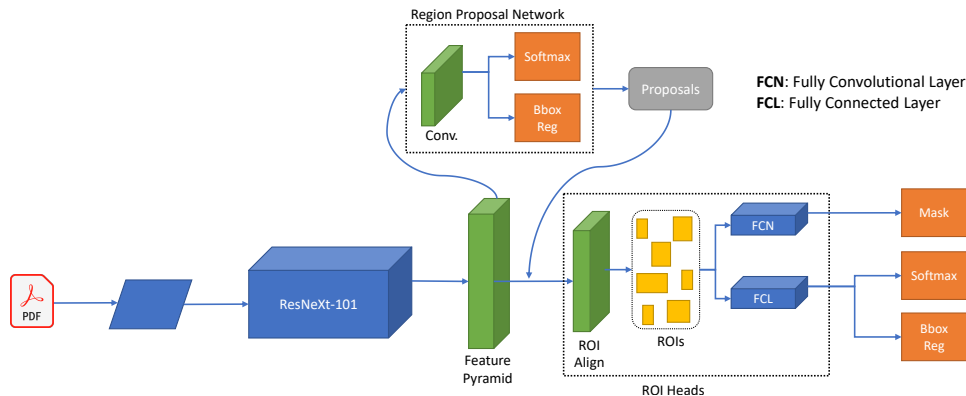 Region Proposal Network
Softmax
Bbox
Reg
Conv.
Proposals
FCN: Fully Convolutional Layer
FCL: Fully Connected Layer
PDF
ResNeXt-101
Feature
Pyramid
ROI
Align
ROIs
FCN
FCL
ROI Heads
Mask
Softmax
Bbox
Reg